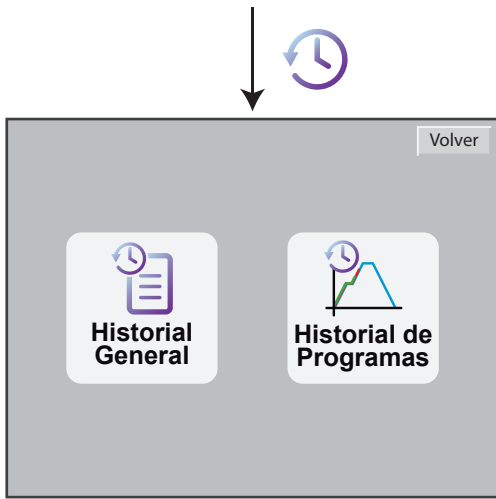 Volver
Historial
General
Historial de
Programas